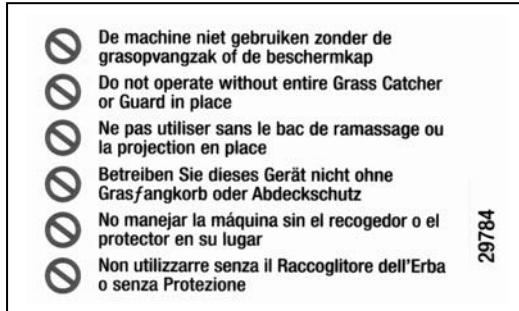 De machine niet gebruiken zonder de
grasopvangzak of de beschermkap
Do not operate without entire Grass Catcher
or Guard in place
Ne pas utiliser sans le bac de ramassage ou
la projection en place
Betreiben Sie dieses Gerät nicht ohne
Grasƒangkorb oder Abdeckschutz
No manejar la máquina sin el recogedor o el
protector en su lugar
Non utilizzarre senza il Raccoglitore dell'Erba
o senza Protezione
29784